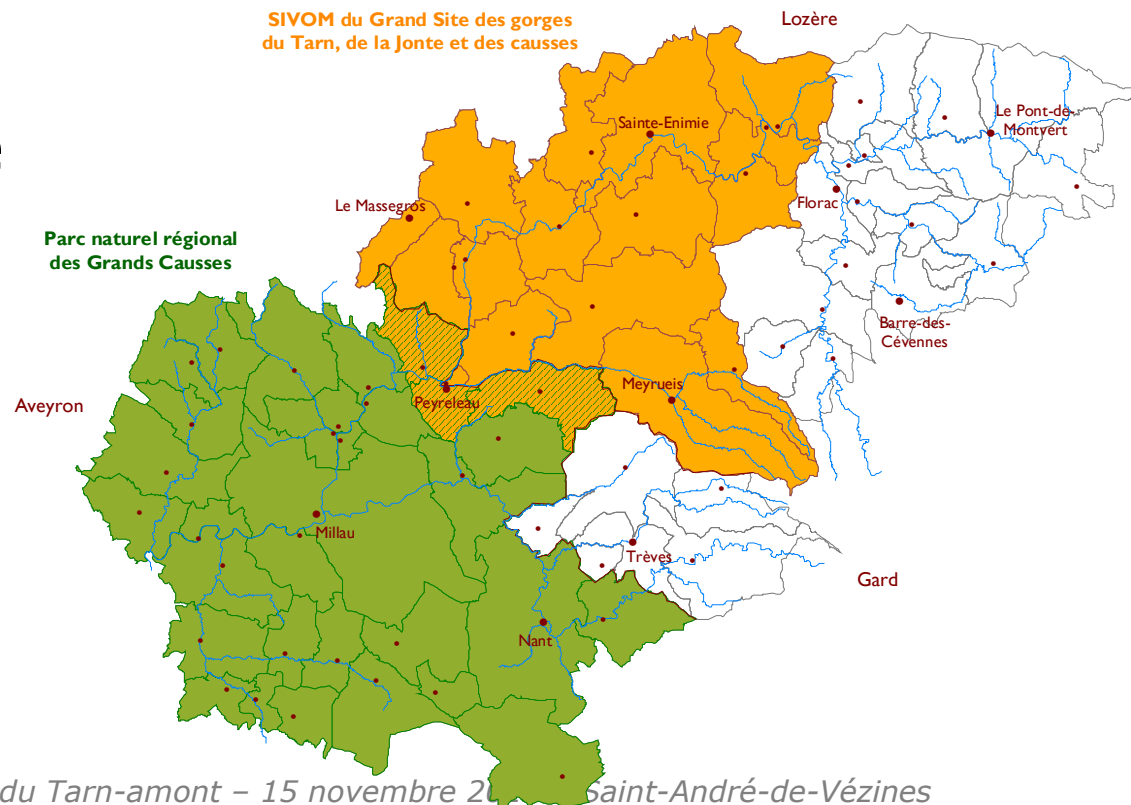 SIVOM du Grand Site des gorges
du Tarn, de la Jonte et des causses
Lozère
Le Pont-de-
Montvert
Sainte-Enimie
Florac
Le Massegros
Parc naturel régional
des Grands Causses
Barre-des-
Cévennes
Meyrueis
Peyreleau
Aveyron
Millau
Trèves
Gard
Nant
du Tarn-amont – 15 novembre 20 Saint-André-de-Vézines